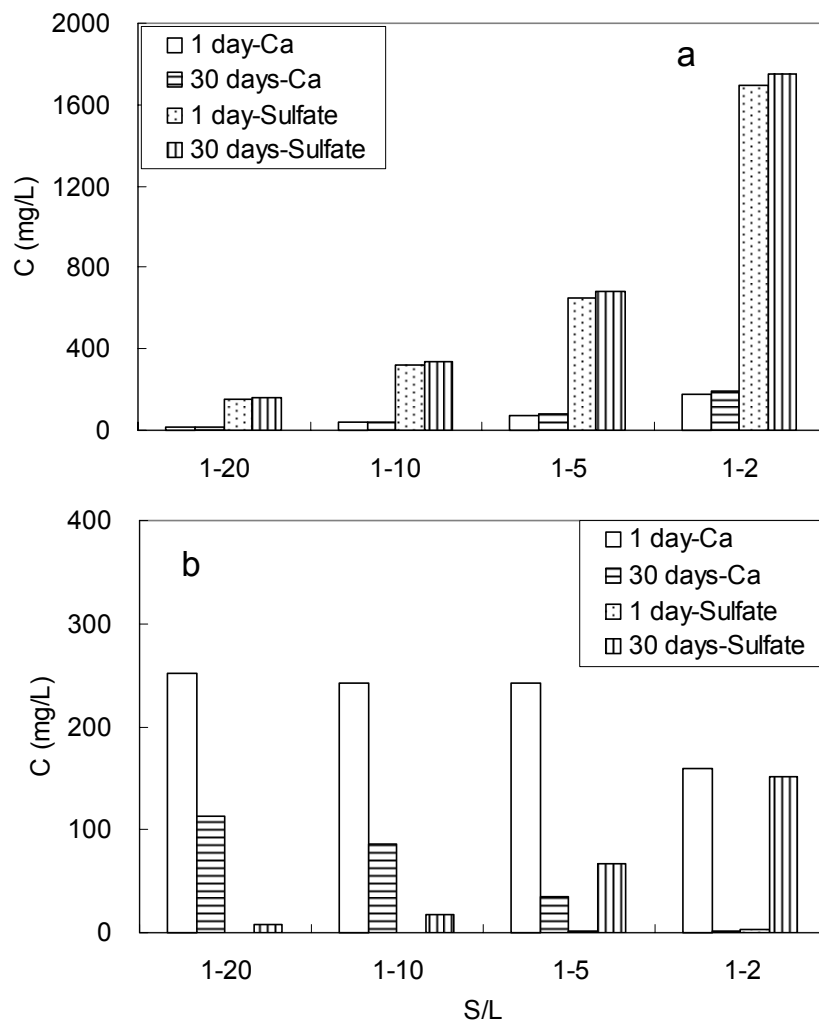 2000
1600
1200
800
400
0
C (mg/L)
1 day-Ca
30 days-Ca
1 day-Sulfate
30 days-Sulfate
a
1-20 1-10 1-5 1-2
400
300
200
100
0
C (mg/L)
b
1 day-Ca
30 days-Ca
1 day-Sulfate
30 days-Sulfate
1-20 1-10 1-5 1-2
S/L